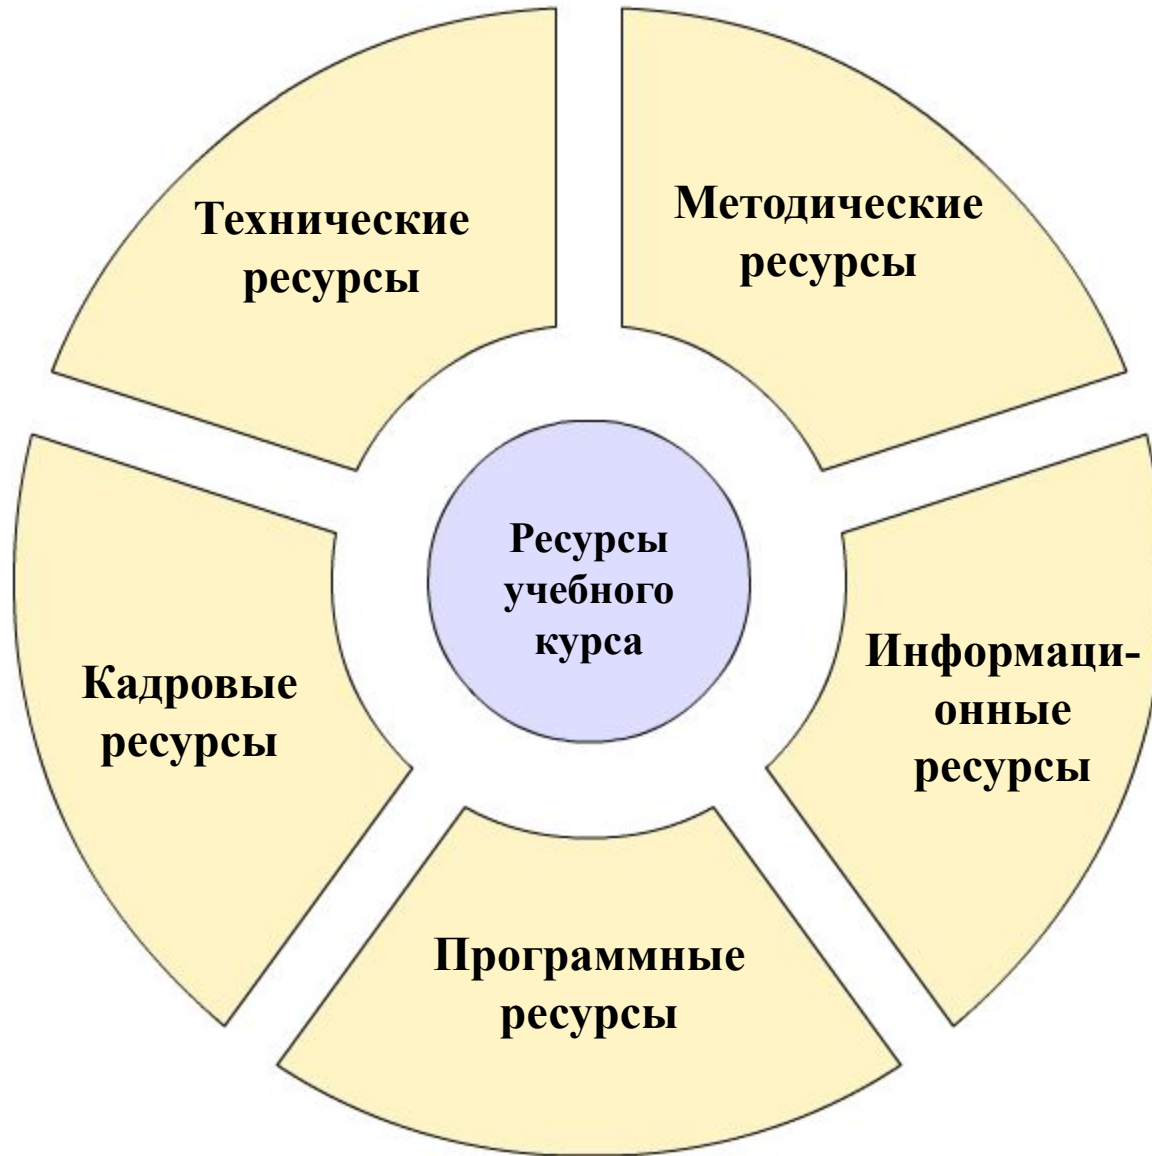 Технические
ресурсы
Методические
ресурсы
Ресурсы
учебного
курса
Кадровые
ресурсы
Информаци-
онные
ресурсы
Программные
ресурсы